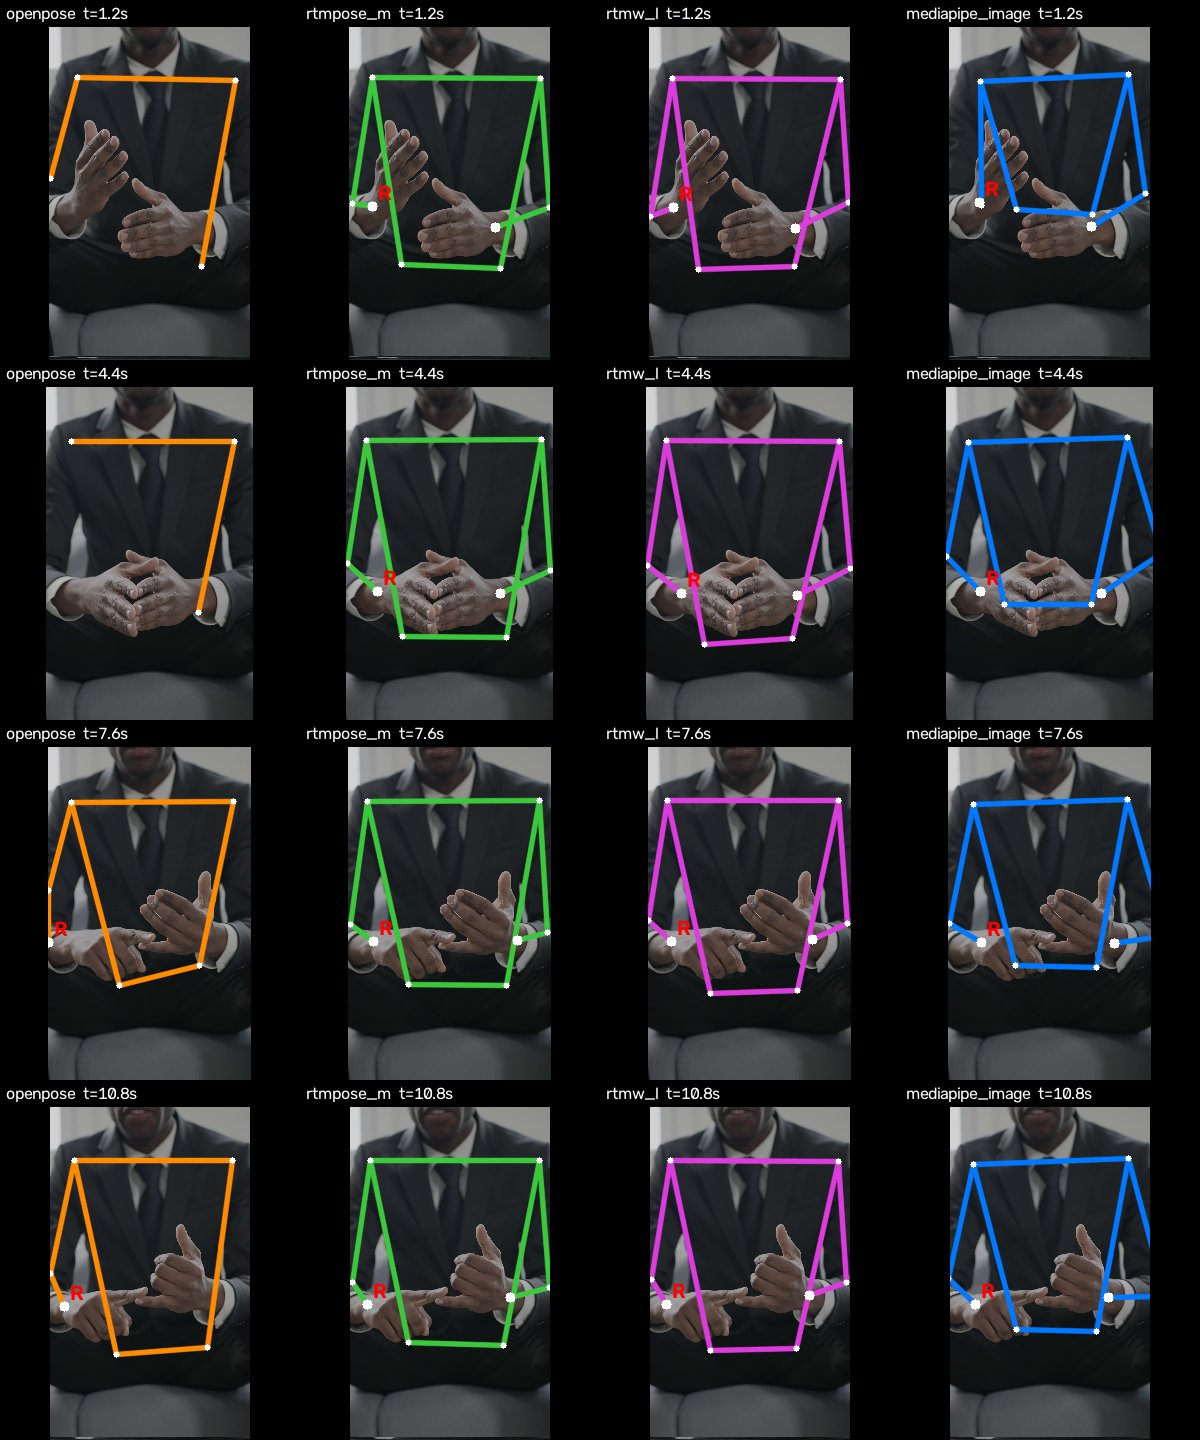 openpose t=1.2s
rtmpose_m t=1.2s
rtmw_l t=1.2s
mediapipe_image t=1.2s
R
R
R
openpose t=4.4s
rtmpose_m t=4.4s
rtmw_l t=4.4s
mediapipe_image t=4.4s
R
R
R
openpose t=7.6s
rtmpose_m t=7.6s
rtmw_l t=7.6s
mediapipe_image t=7.6s
R
R
R
R
openpose t=10.8s
rtmpose_m t=10.8s
rtmw_l t=10.8s
mediapipe_image t=10.8s
R
R
R
R